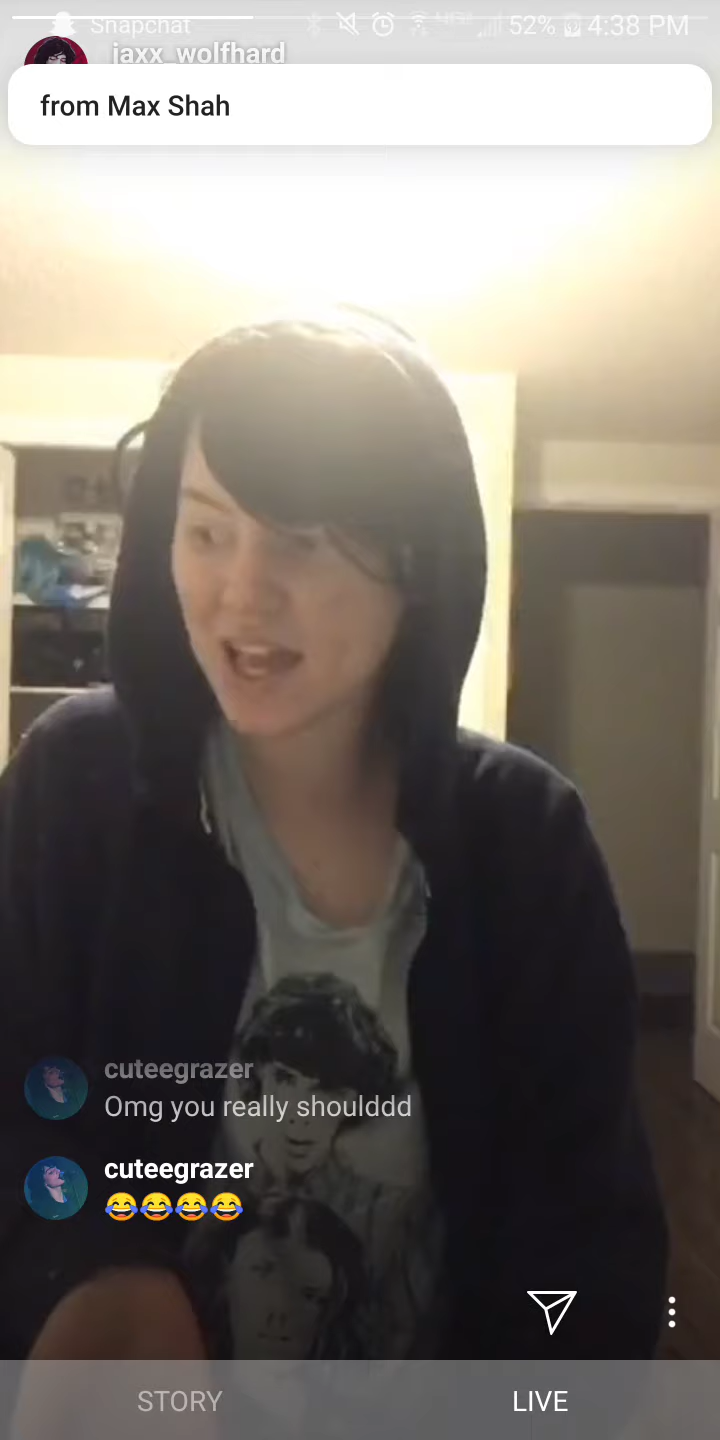 Snapchat
52% 4:38 PM
jaxx_wolfhard
from Max Shah
cuteegrazer
Omg you really shoulddd
cuteegrazer
😂😂😂😂
STORY LIVE